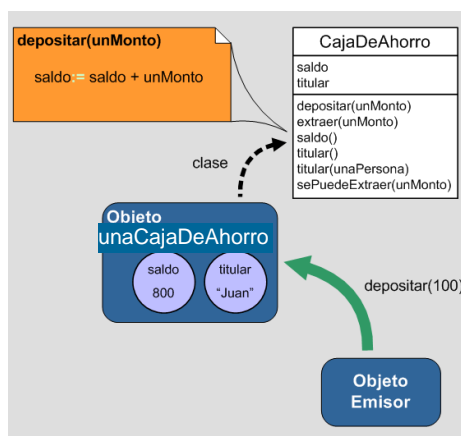 depositar(unMonto)
saldo:= saldo + unMonto
CajaDeAhorro
saldo
titular
depositar(unMonto)
extraer(unMonto)
saldo()
titular()
titular(unaPersona)
sePuedeExtraer(unMonto)
clase
Objeto
unaCajaDeAhorro
saldo
800
titular
“Juan”
depositar(100)
Objeto
Emisor